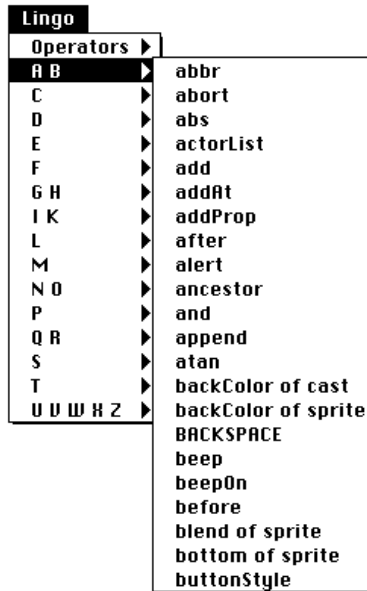 Lingo
Operators
A B
C
D
E
F
G H
I K
L
M
N O
P
Q R
S
T
U V W X Z
abbr
abort
abs
actorList
add
addAt
addProp
after
alert
ancestor
and
append
atan
backColor of cast
backColor of sprite
BACKSPACE
beep
beepOn
before
blend of sprite
bottom of sprite
buttonStyle